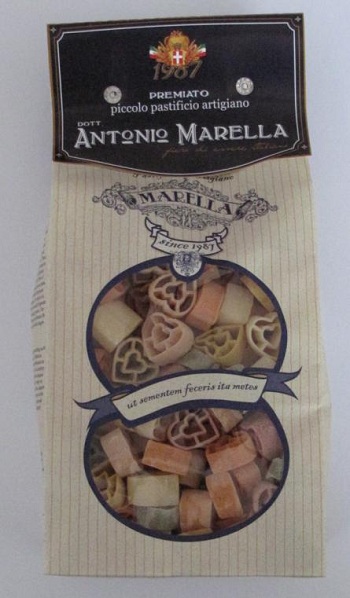 1987
PREMIATO
piccolo pastificio artigiano
DOTT
ANTONIO MARELLA
MARELLA
since 1987
ut sementem feceris ita metes